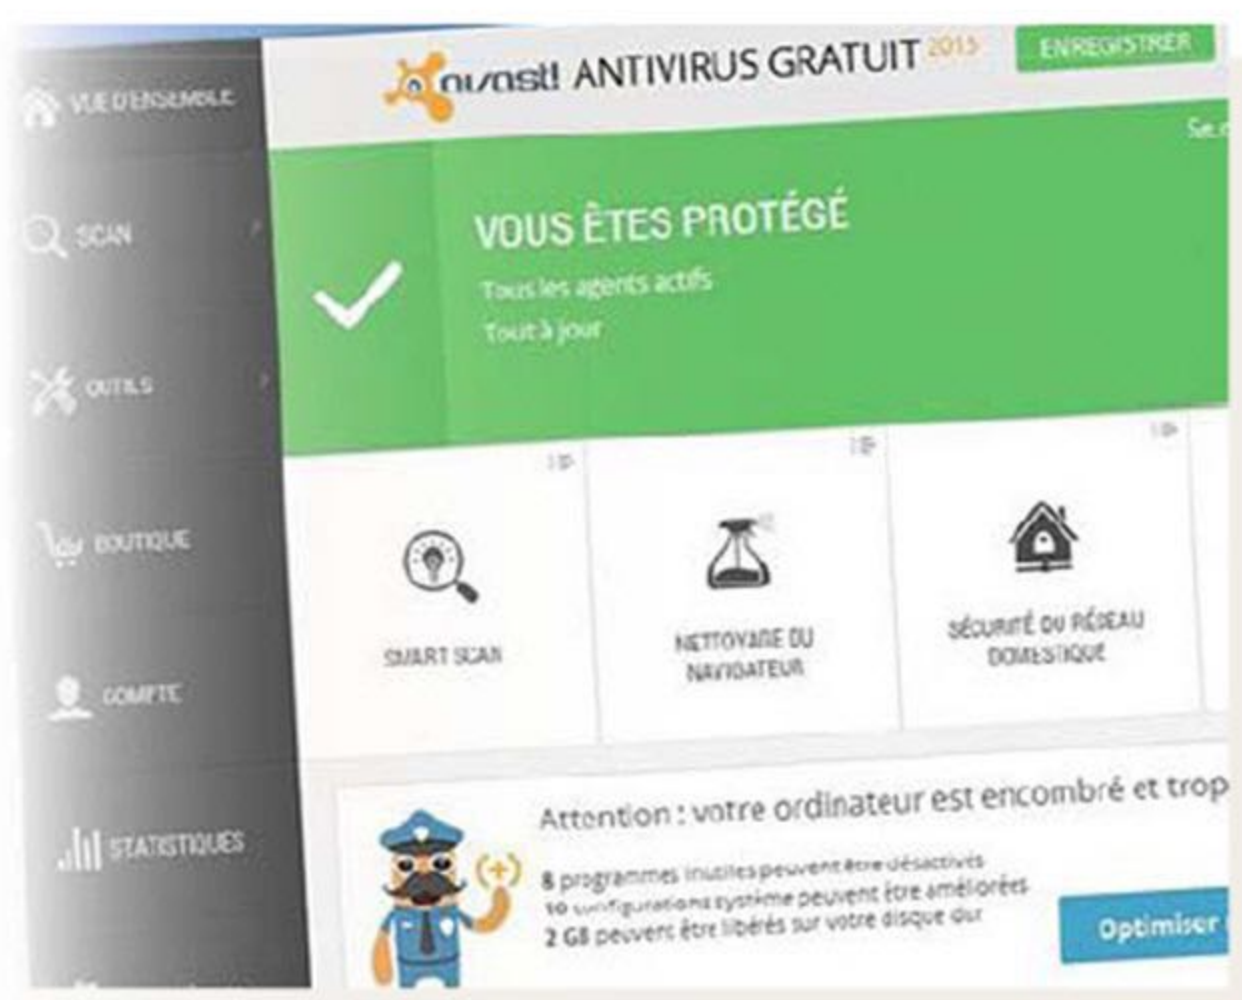 avast! ANTIVIRUS GRATUIT 2015
ENREGISTRER
VUE D'ENSEMBLE
SCAN
OUTILS
BOUTIQUE
COMPTE
STATISTIQUES
VOUS ÊTES PROTÉGÉ
Tous les agents actifs
Tout à jour
SMART SCAN
NETTOYAGE DU
NAVIGATEUR
SÉCURITÉ DU RÉSEAU
DOMESTIQUE
Attention : votre ordinateur est encombré et trop
8 programmes inutiles peuvent être désactivés
10 configurations système peuvent être améliorées
2 GB peuvent être libérés sur votre disque dur
Optimiser